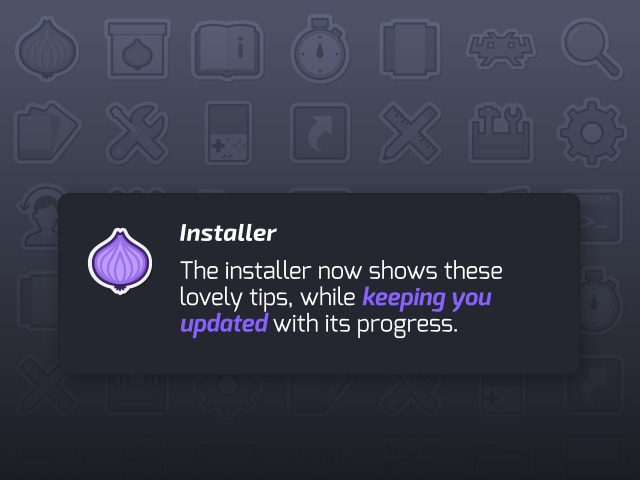 Installer
The installer now shows these
lovely tips, while keeping you
updated with its progress.